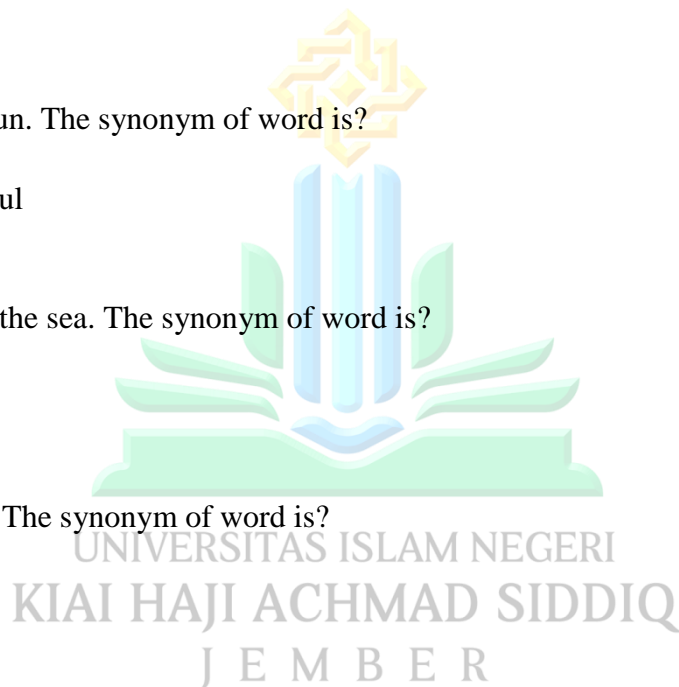 un. The synonym of word is?
ul
the sea. The synonym of word is?
The synonym of word is?
UNIVERSITAS ISLAM NEGERI
KIAI HAJI ACHMAD SIDDIQ
J E M B E R